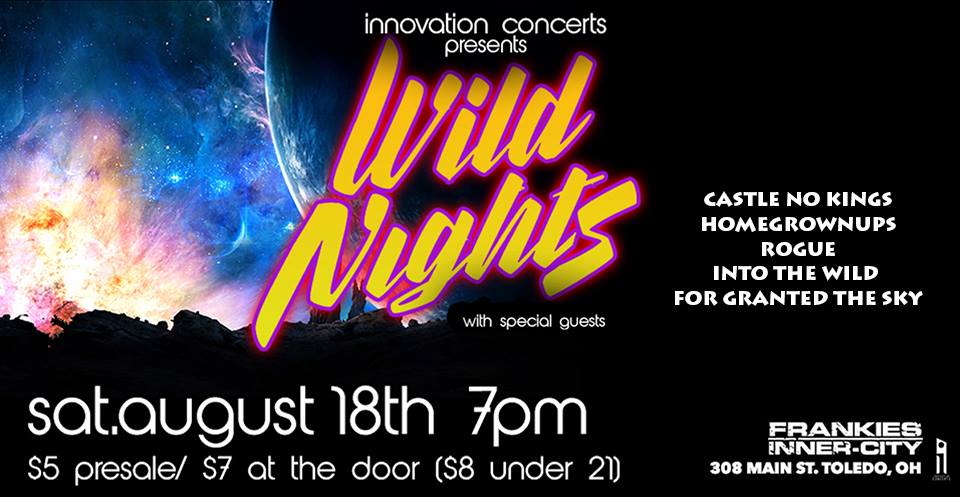 innovation concerts
presents
Wild
Nights
with special guests
CASTLE NO KINGS
HOMEGROWNUPS
ROGUE
INTO THE WILD
FOR GRANTED THE SKY
sat.august 18th 7pm
$5 presale/ $7 at the door ($8 under 21)
FRANKIES
INNER-CITY
308 MAIN ST. TOLEDO, OH